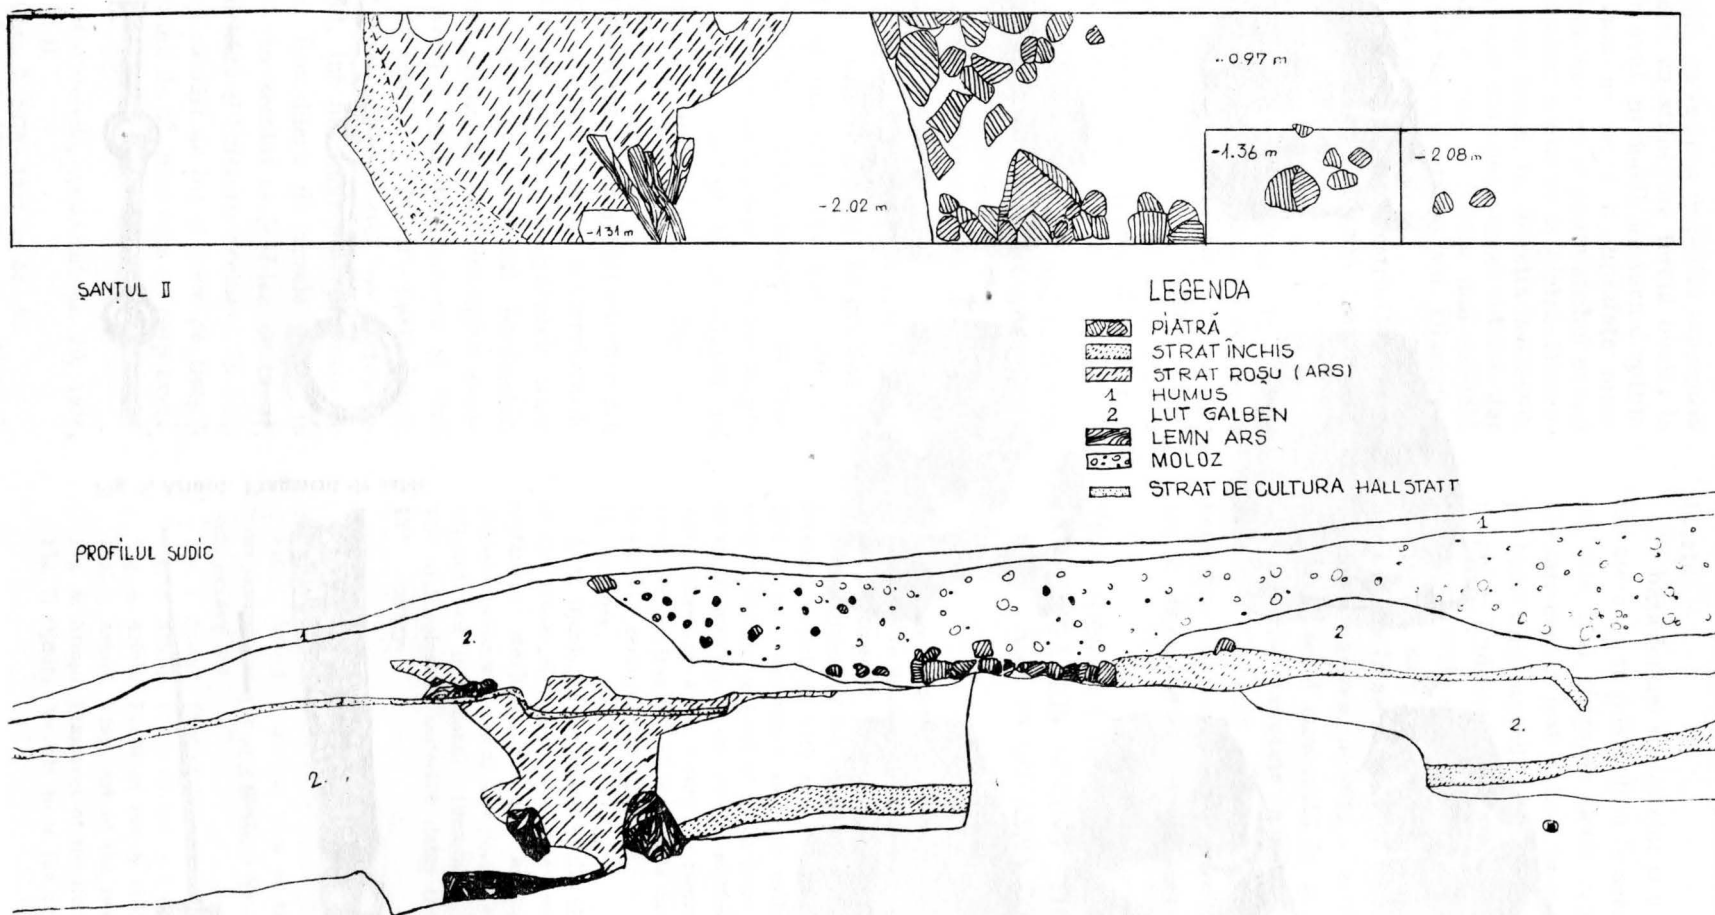 -0.97 m
-1.36 m
-2.08 m
-2.02 m
-1.31 m
ȘANȚUL II
LEGENDA
PIATRĂ
STRAT ÎNCHIS
STRAT ROȘU (ARS)
1 HUMUS
2 LUT GALBEN
LEMN ARS
MOLOZ
STRAT DE CULTURA HALLSTATT
PROFILUL SUDIC
1
1
2.
2
2.
2.